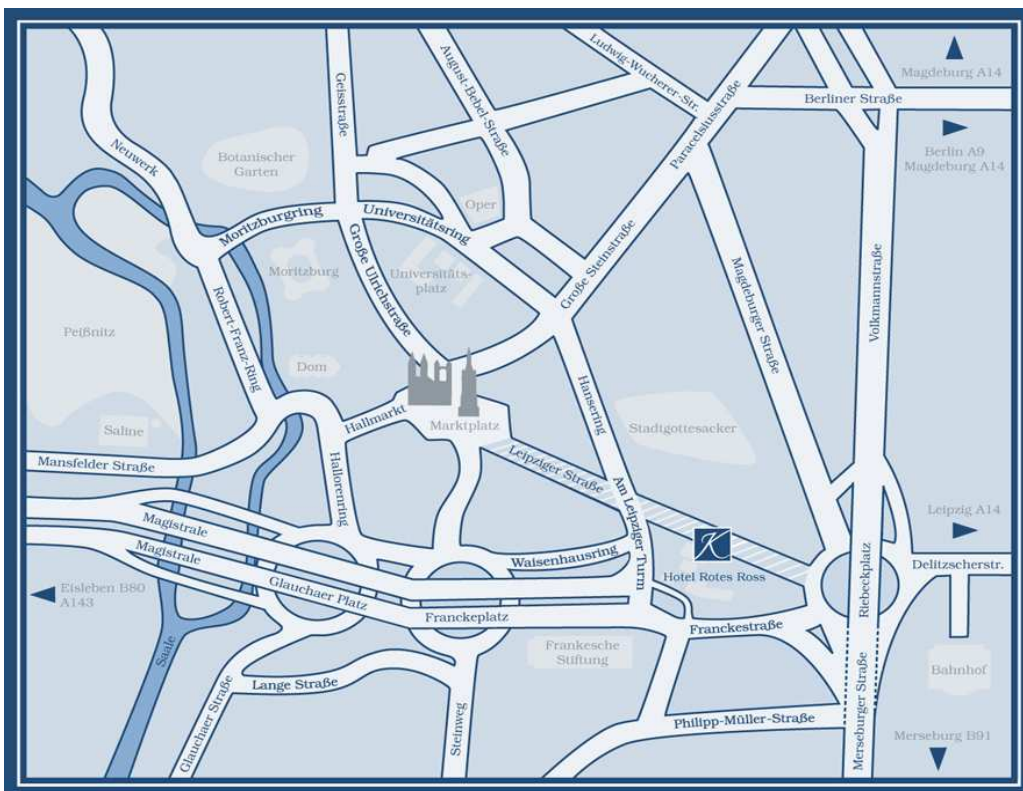 Magdeburg A14
Berliner Straße
Berlin A9
Magdeburg A14
Ludwig-Wucherer-Str.
August-Bebel-Straße
Geisstraße
Paracelsiusstraße
Neuwerk
Botanischer
Garten
Oper
Moritzburgring
Universitätsring
Große Steinstraße
Große Ulrichstraße
Moritzburg
Universitäts-
platz
Magdeburger Straße
Volkmannstraße
Peißnitz
Robert-Franz-Ring
Dom
Hansering
Hallmarkt
Marktplatz
Stadtgottesacker
Saline
Mansfelder Straße
Hallorenring
Leipziger Straße
Am Leipziger Turm
Leipzig A14
Magistrale
Magistrale
Waisenhausring
K
Hotel Rotes Ross
Delitzscherstr.
Riebeckplatz
Eisleben B80
A143
Glauchaer Platz
Franckeplatz
Franckestraße
Saale
Frankesche
Stiftung
Bahnhof
Lange Straße
Glauchaer Straße
Steinweg
Philipp-Müller-Straße
Merseburger Straße
Merseburg B91